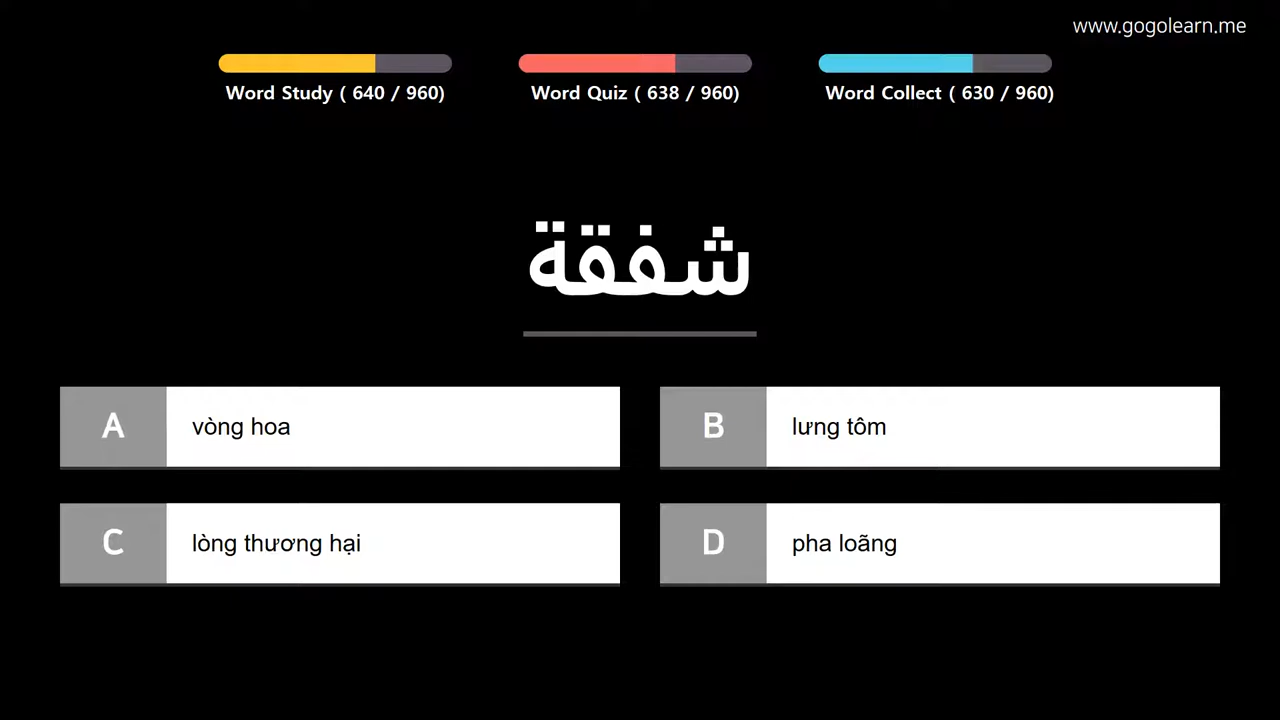 www.gogolearn.me
Word Study ( 640 / 960)
Word Quiz ( 638 / 960)
Word Collect ( 630 / 960)
شفقة
A
vòng hoa
B
lưng tôm
C
lòng thương hại
D
pha loãng